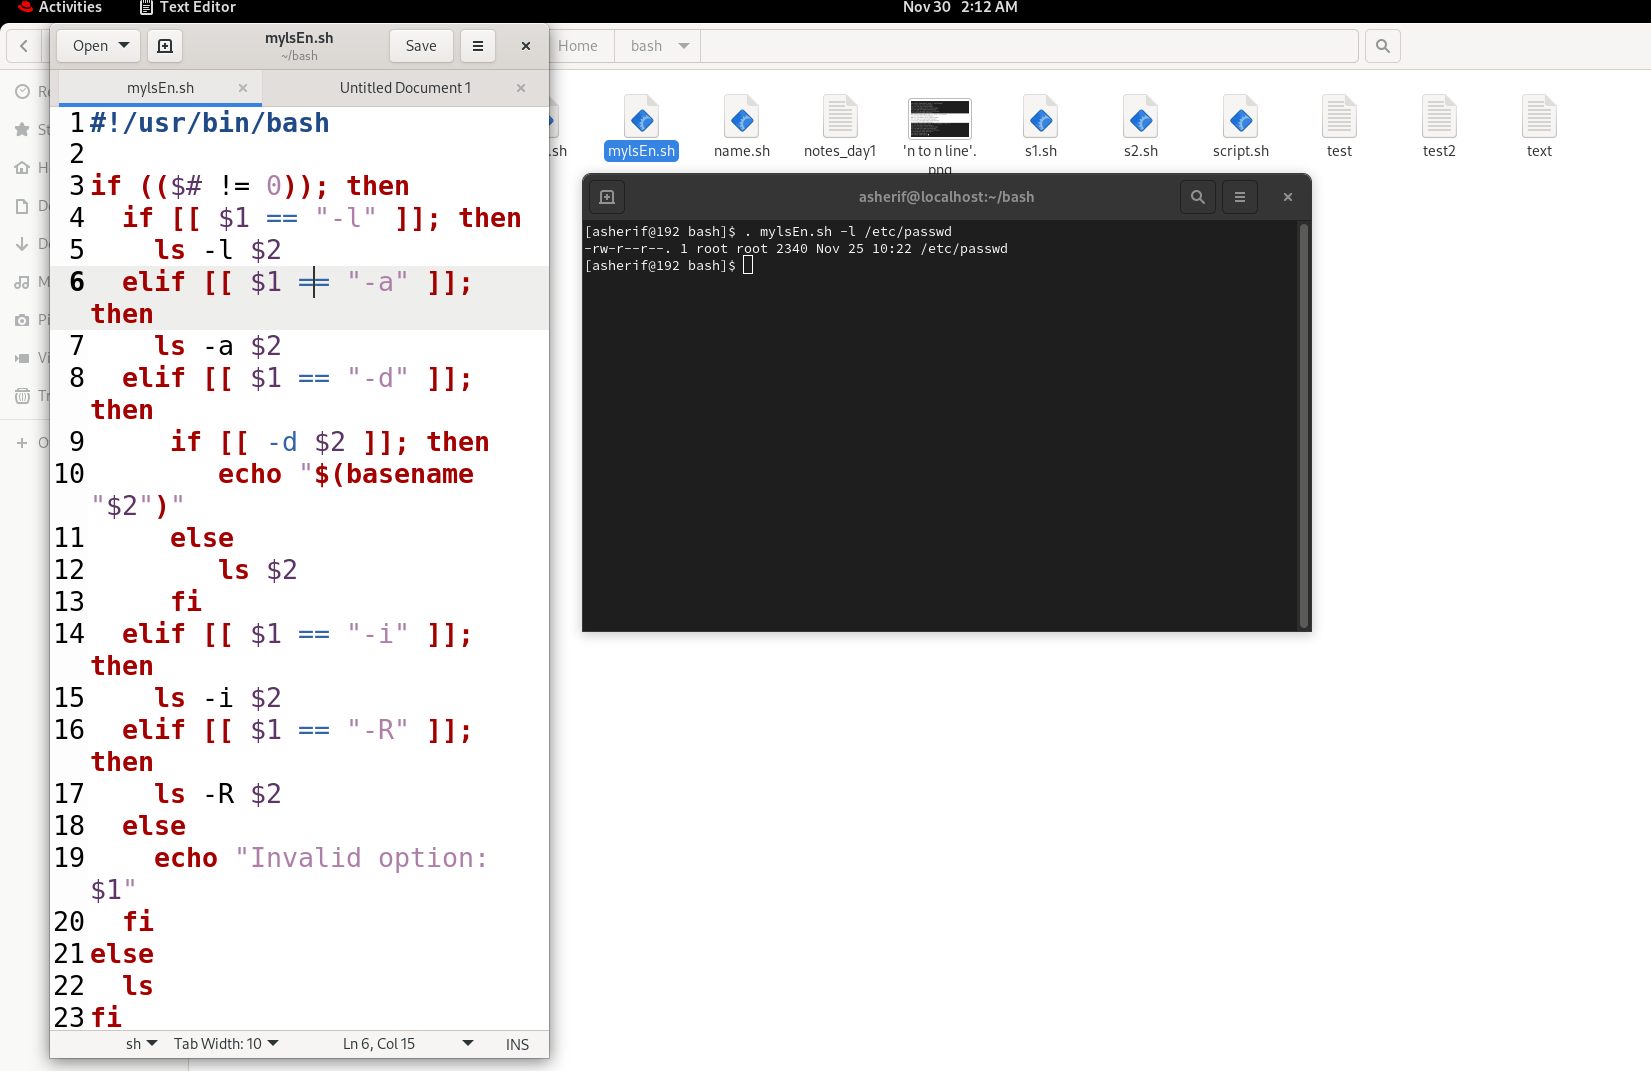 Activities
Text Editor
Nov 30 2:12 AM
Open
mylsEn.sh
~/bash
Save
Home
bash
mylsEn.sh
Untitled Document 1
1 #!/usr/bin/bash
2
3 if (($# != 0)); then
4   if [[ $1 == "-l" ]]; then
5     ls -l $2
6   elif [[ $1 == "-a" ]];
then
7     ls -a $2
8   elif [[ $1 == "-d" ]];
then
9      if [[ -d $2 ]]; then
10         echo "$(basename
"$2")"
11      else
12         ls $2
13      fi
14   elif [[ $1 == "-i" ]];
then
15     ls -i $2
16   elif [[ $1 == "-R" ]];
then
17     ls -R $2
18   else
19     echo "Invalid option:
$1"
20   fi
21 else
22   ls
23 fi
sh
Tab Width: 10
Ln 6, Col 15
INS
.sh
mylsEn.sh
name.sh
notes_day1
'n to n line'.
png
s1.sh
s2.sh
script.sh
test
test2
text
asherif@localhost:~/bash
[asherif@192 bash]$ . mylsEn.sh -l /etc/passwd
-rw-r--r--. 1 root root 2340 Nov 25 10:22 /etc/passwd
[asherif@192 bash]$